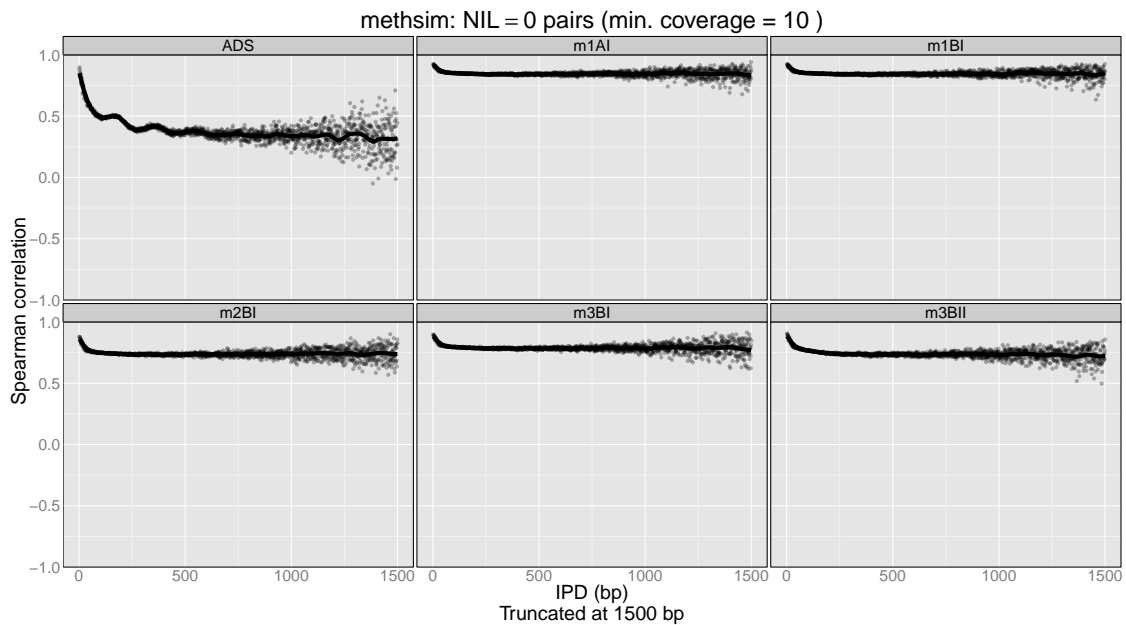 methsim: NIL = 0 pairs (min. coverage = 10 )
ADS
m1AI
m1BI
1.0
0.5
0.0
−0.5
−1.0
m2BI
m3BI
m3BII
1.0
0.5
0.0
−0.5
−1.0
Spearman correlation
0 500 1000 1500
0 500 1000 1500
0 500 1000 1500
IPD (bp)
Truncated at 1500 bp